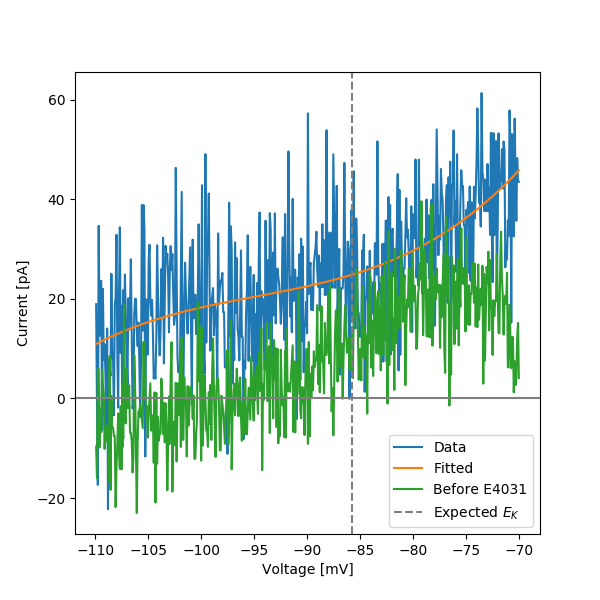 60
40
20
0
−20
Current [pA]
Data
Fitted
Before E4031
Expected $E_K$
−110
−105
−100
−95
−90
−85
−80
−75
−70
Voltage [mV]